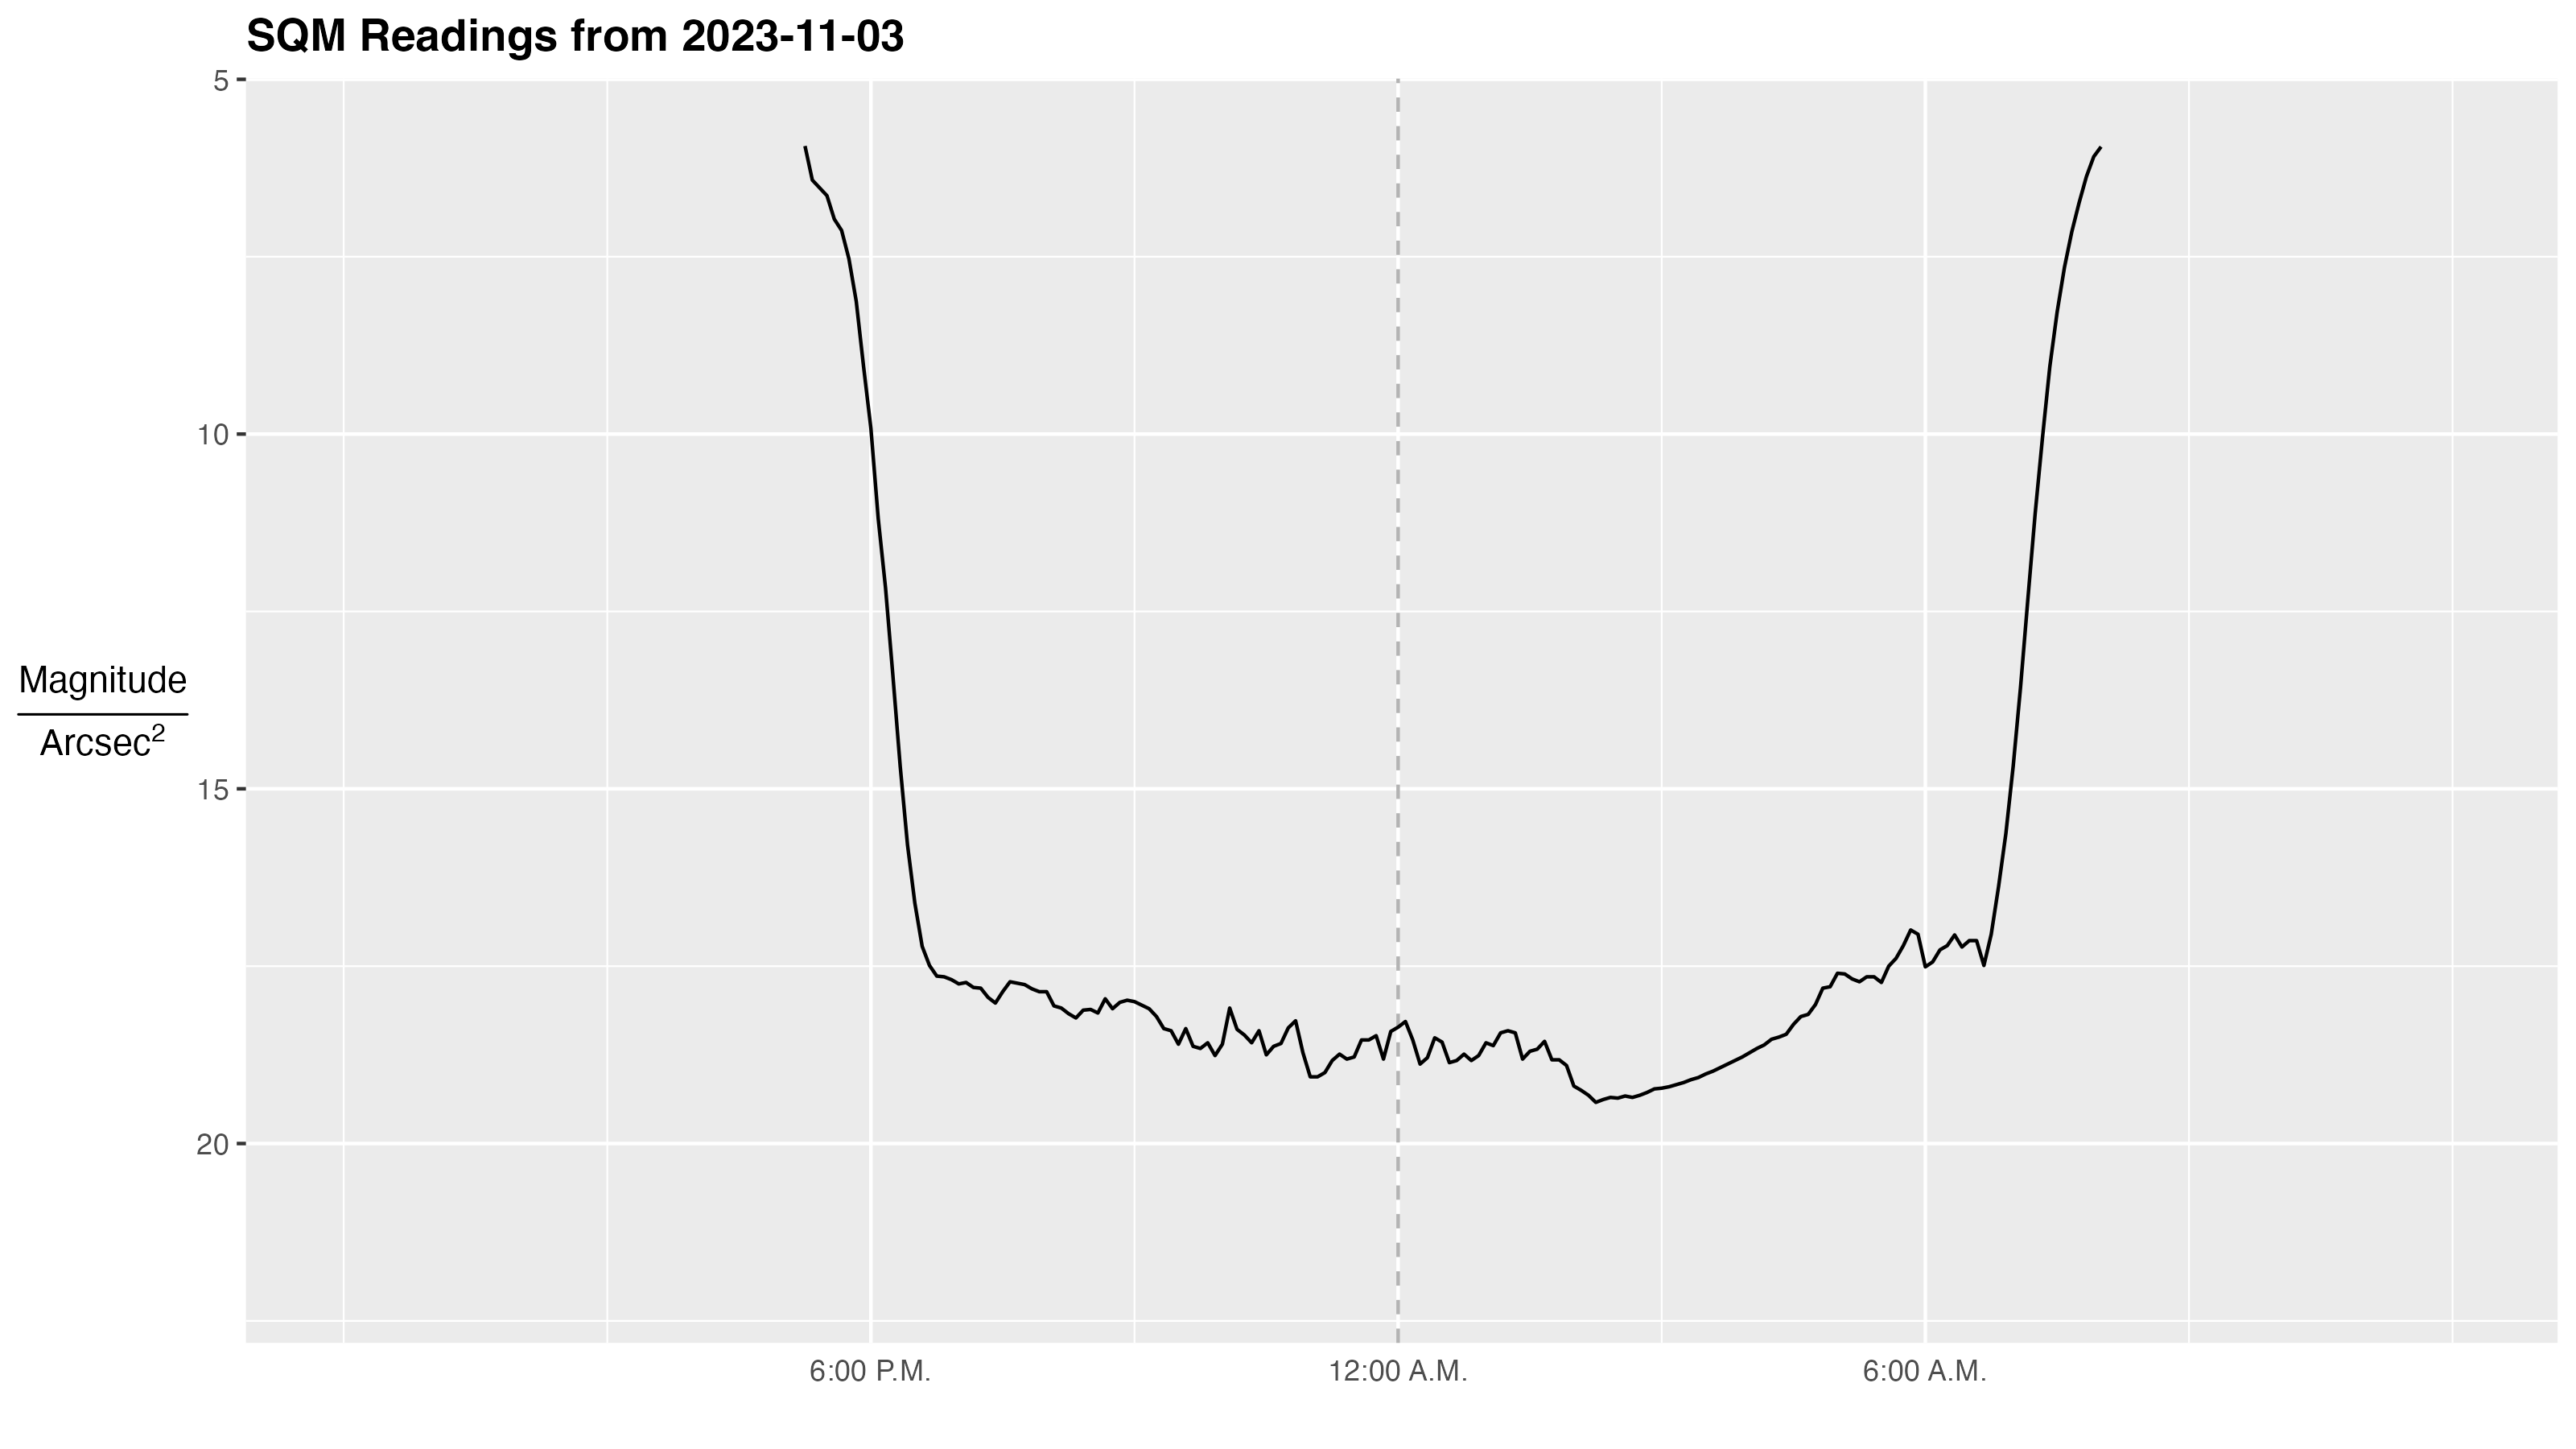 SQM Readings from 2023-11-03
5
10
15
20
Magnitude
Arcsec²
6:00 P.M.
12:00 A.M.
6:00 A.M.